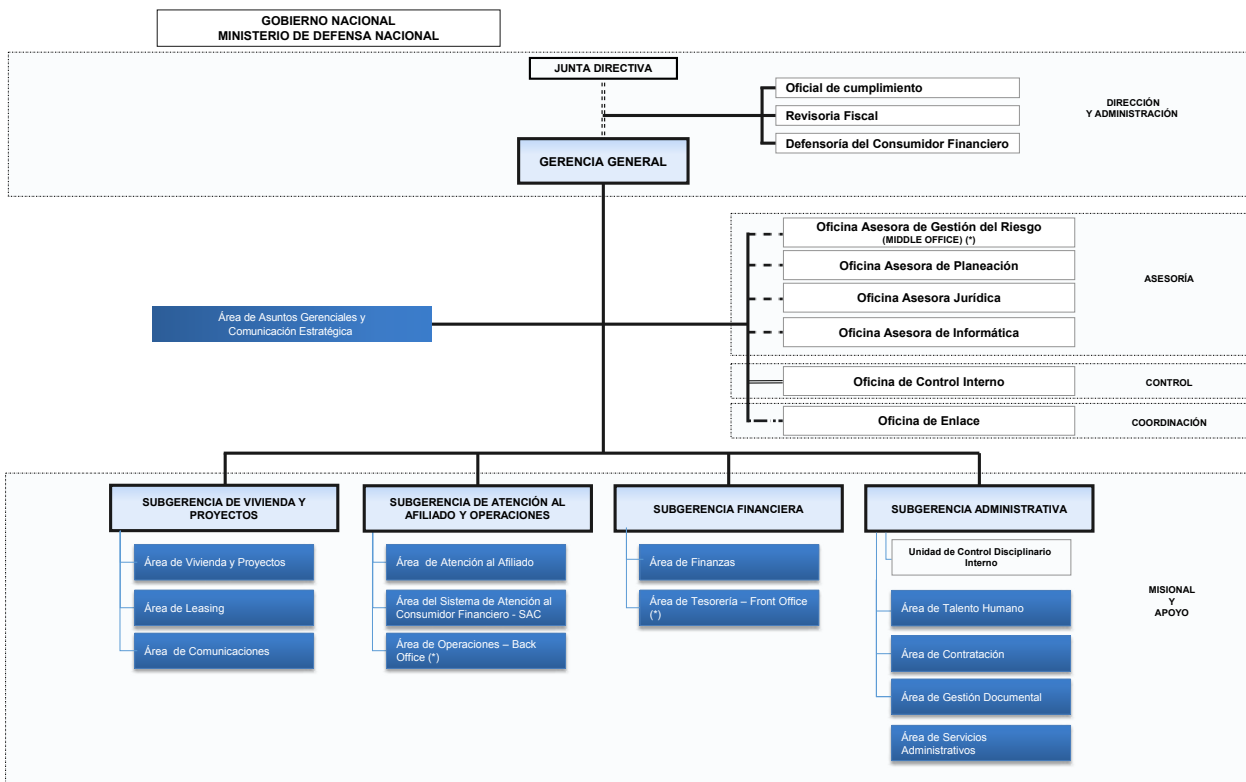 GOBIERNO NACIONAL
MINISTERIO DE DEFENSA NACIONAL
JUNTA DIRECTIVA
Oficial de cumplimiento
Revisoria Fiscal
Defensoría del Consumidor Financiero
DIRECCIÓN
Y ADMINISTRACIÓN
GERENCIA GENERAL
Oficina Asesora de Gestión del Riesgo
(MIDDLE OFFICE) (*)
Oficina Asesora de Planeación
Oficina Asesora Jurídica
Oficina Asesora de Informática
ASESORÍA
Área de Asuntos Gerenciales y
Comunicación Estratégica
Oficina de Control Interno
CONTROL
Oficina de Enlace
COORDINACIÓN
SUBGERENCIA DE VIVIENDA Y
PROYECTOS
Área de Vivienda y Proyectos
Área de Leasing
Área de Comunicaciones
SUBGERENCIA DE ATENCIÓN AL
AFILIADO Y OPERACIONES
Área de Atención al Afiliado
Área del Sistema de Atención al
Consumidor Financiero - SAC
Área de Operaciones – Back
Office (*)
SUBGERENCIA FINANCIERA
Área de Finanzas
Área de Tesorería – Front Office
(*)
SUBGERENCIA ADMINISTRATIVA
Unidad de Control Disciplinario
Interno
Área de Talento Humano
Área de Contratación
Área de Gestión Documental
Área de Servicios
Administrativos
MISIONAL
Y
APOYO